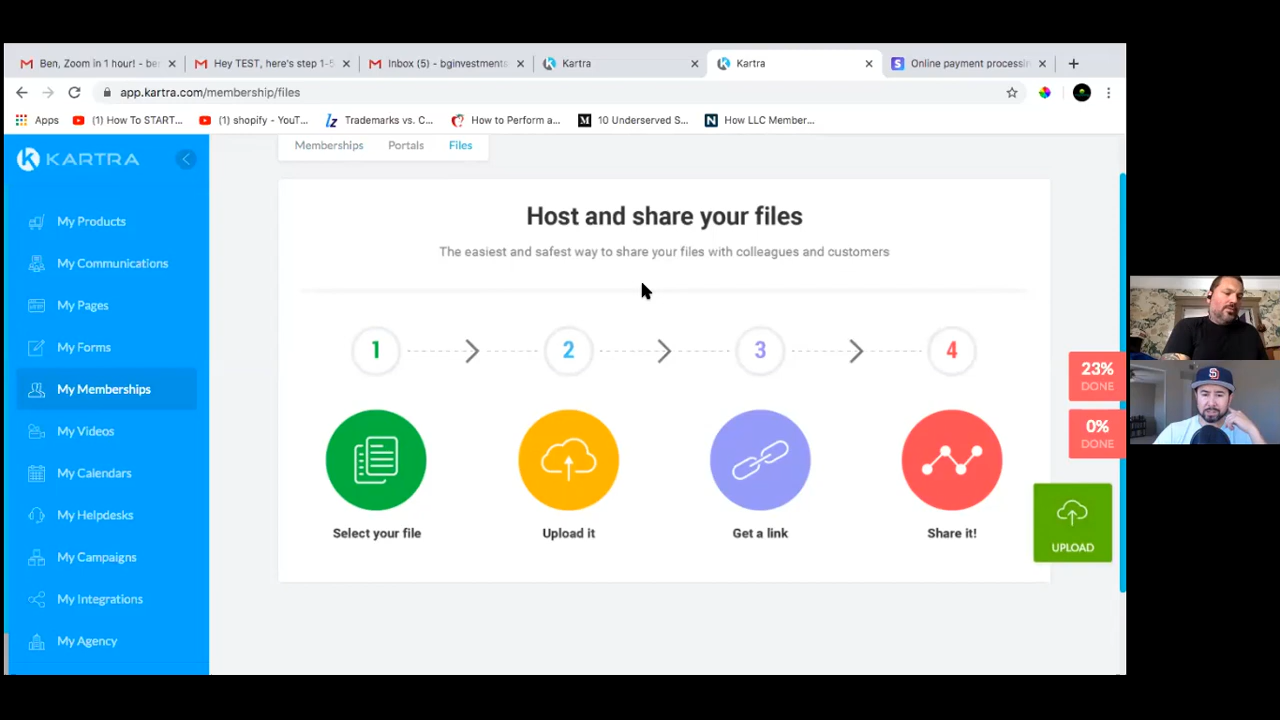 Ben, Zoom in 1 hour! - be
Hey TEST, here's step 1-5
Inbox (5) - bginvestments
Kartra
Kartra
Online payment processin
app.kartra.com/membership/files
Apps
(1) How To START...
(1) shopify - YouT...
Trademarks vs. C...
How to Perform a...
10 Underserved S...
How LLC Member...
KARTRA
Memberships
Portals
Files
My Products
My Communications
My Pages
My Forms
My Memberships
My Videos
My Calendars
My Helpdesks
My Campaigns
My Integrations
My Agency
Host and share your files
The easiest and safest way to share your files with colleagues and customers
1
2
3
4
Select your file
Upload it
Get a link
Share it!
23%
DONE
0%
DONE
UPLOAD